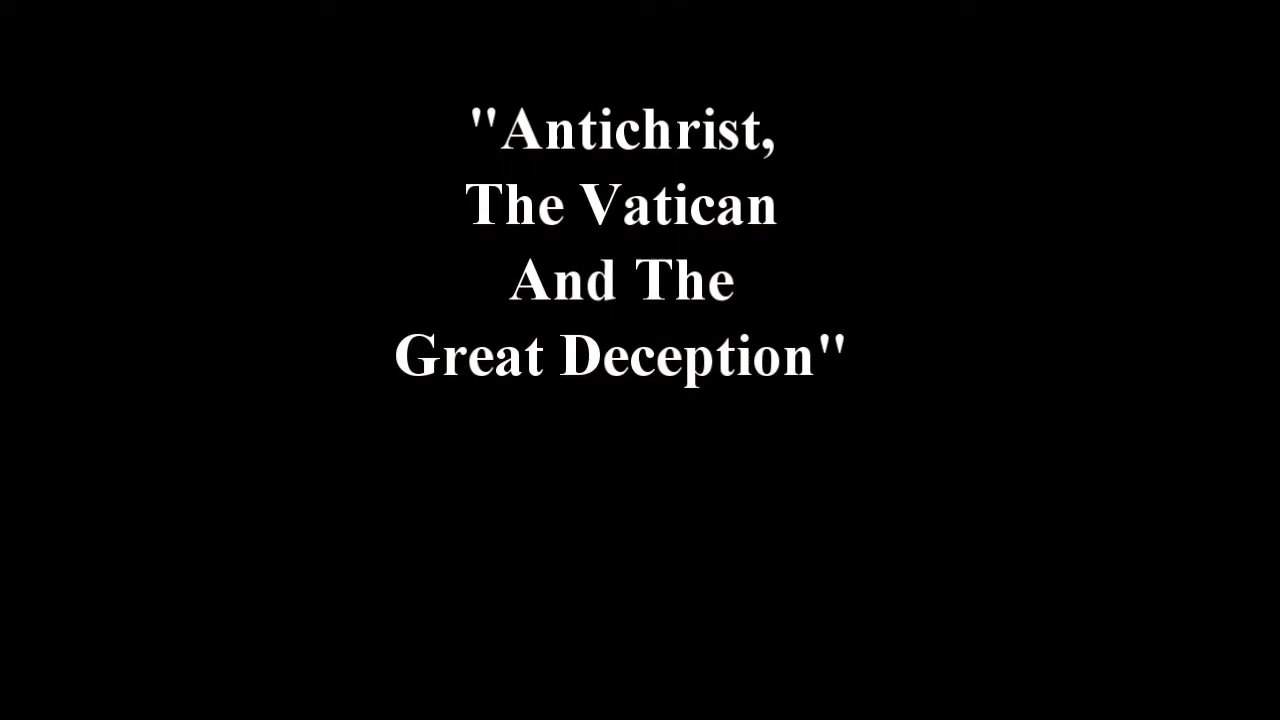 "Antichrist,
The Vatican
And The
Great Deception"